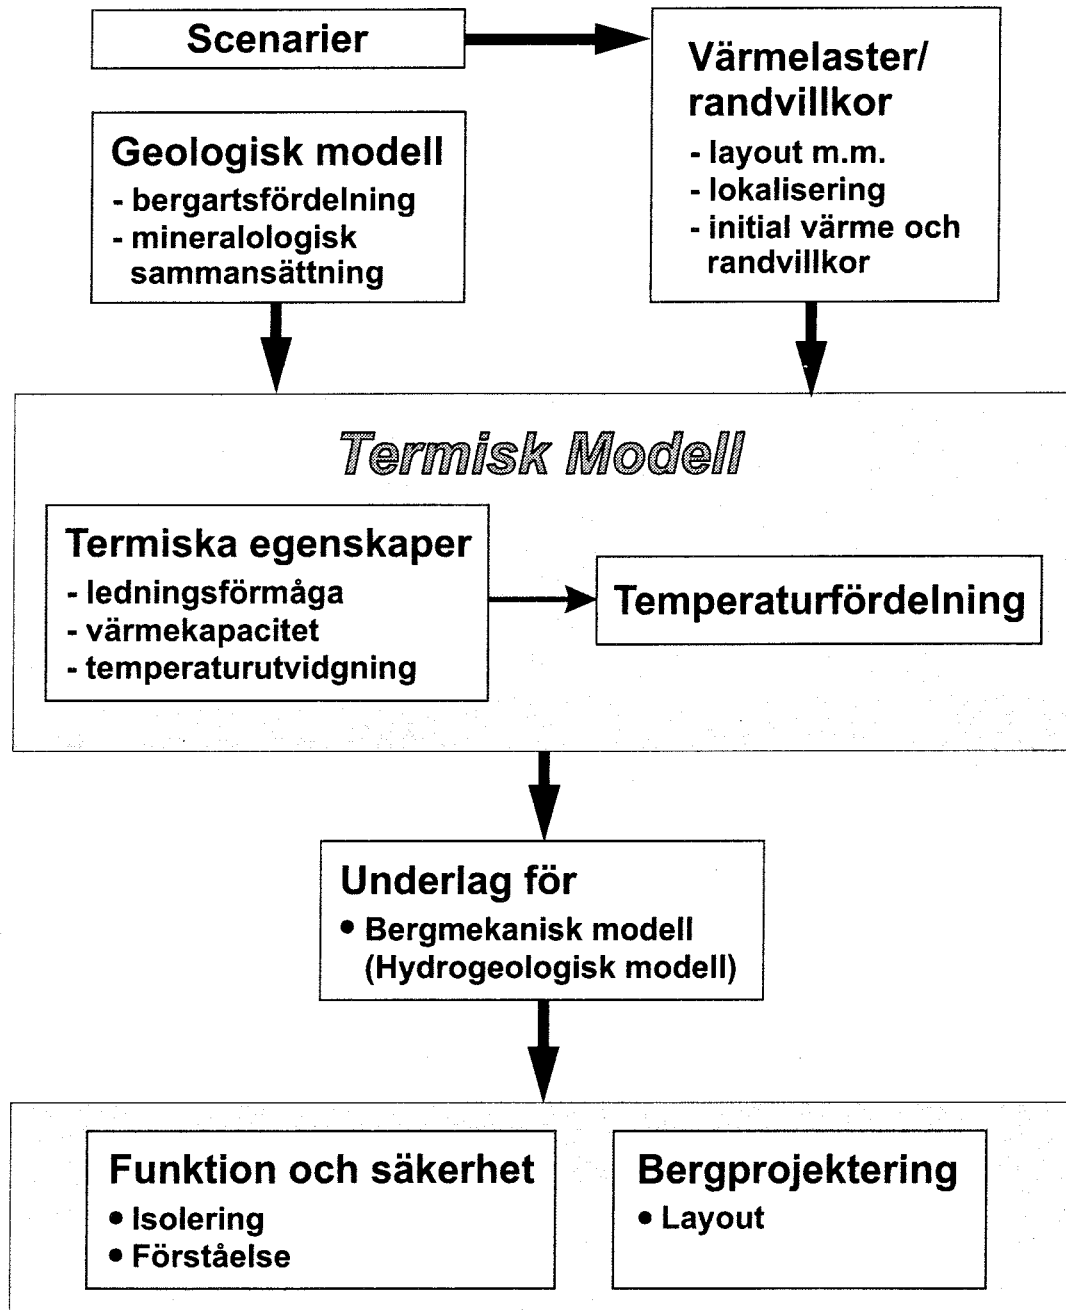 Scenarier
Värmelaster/
randvillkor
- layout m.m.
- lokalisering
- initial värme och
randvillkor
Geologisk modell
- bergartsfördelning
- mineralologisk
sammansättning
Termisk Modell
Termiska egenskaper
- ledningsförmåga
- värmekapacitet
- temperaturutvidgning
Temperaturfördelning
Underlag för
• Bergmekanisk modell
(Hydrogeologisk modell)
Funktion och säkerhet
• Isolering
• Förståelse
Bergprojektering
• Layout